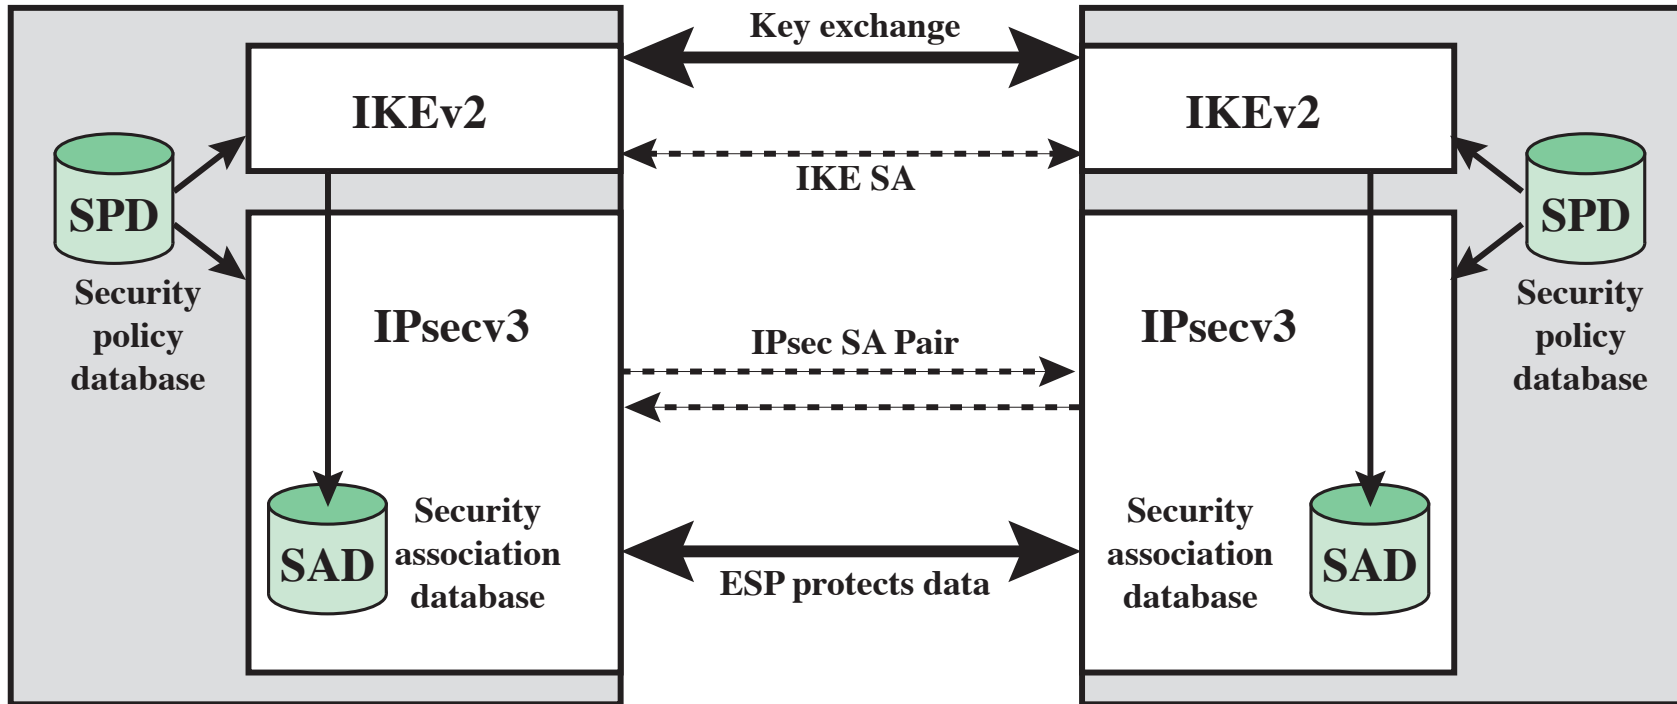 Key exchange
IKEv2
IKEv2
IKE SA
SPD
SPD
Security
policy
database
Security
policy
database
IPsecv3
IPsecv3
IPsec SA Pair
SAD
Security
association
database
Security
association
database
SAD
ESP protects data